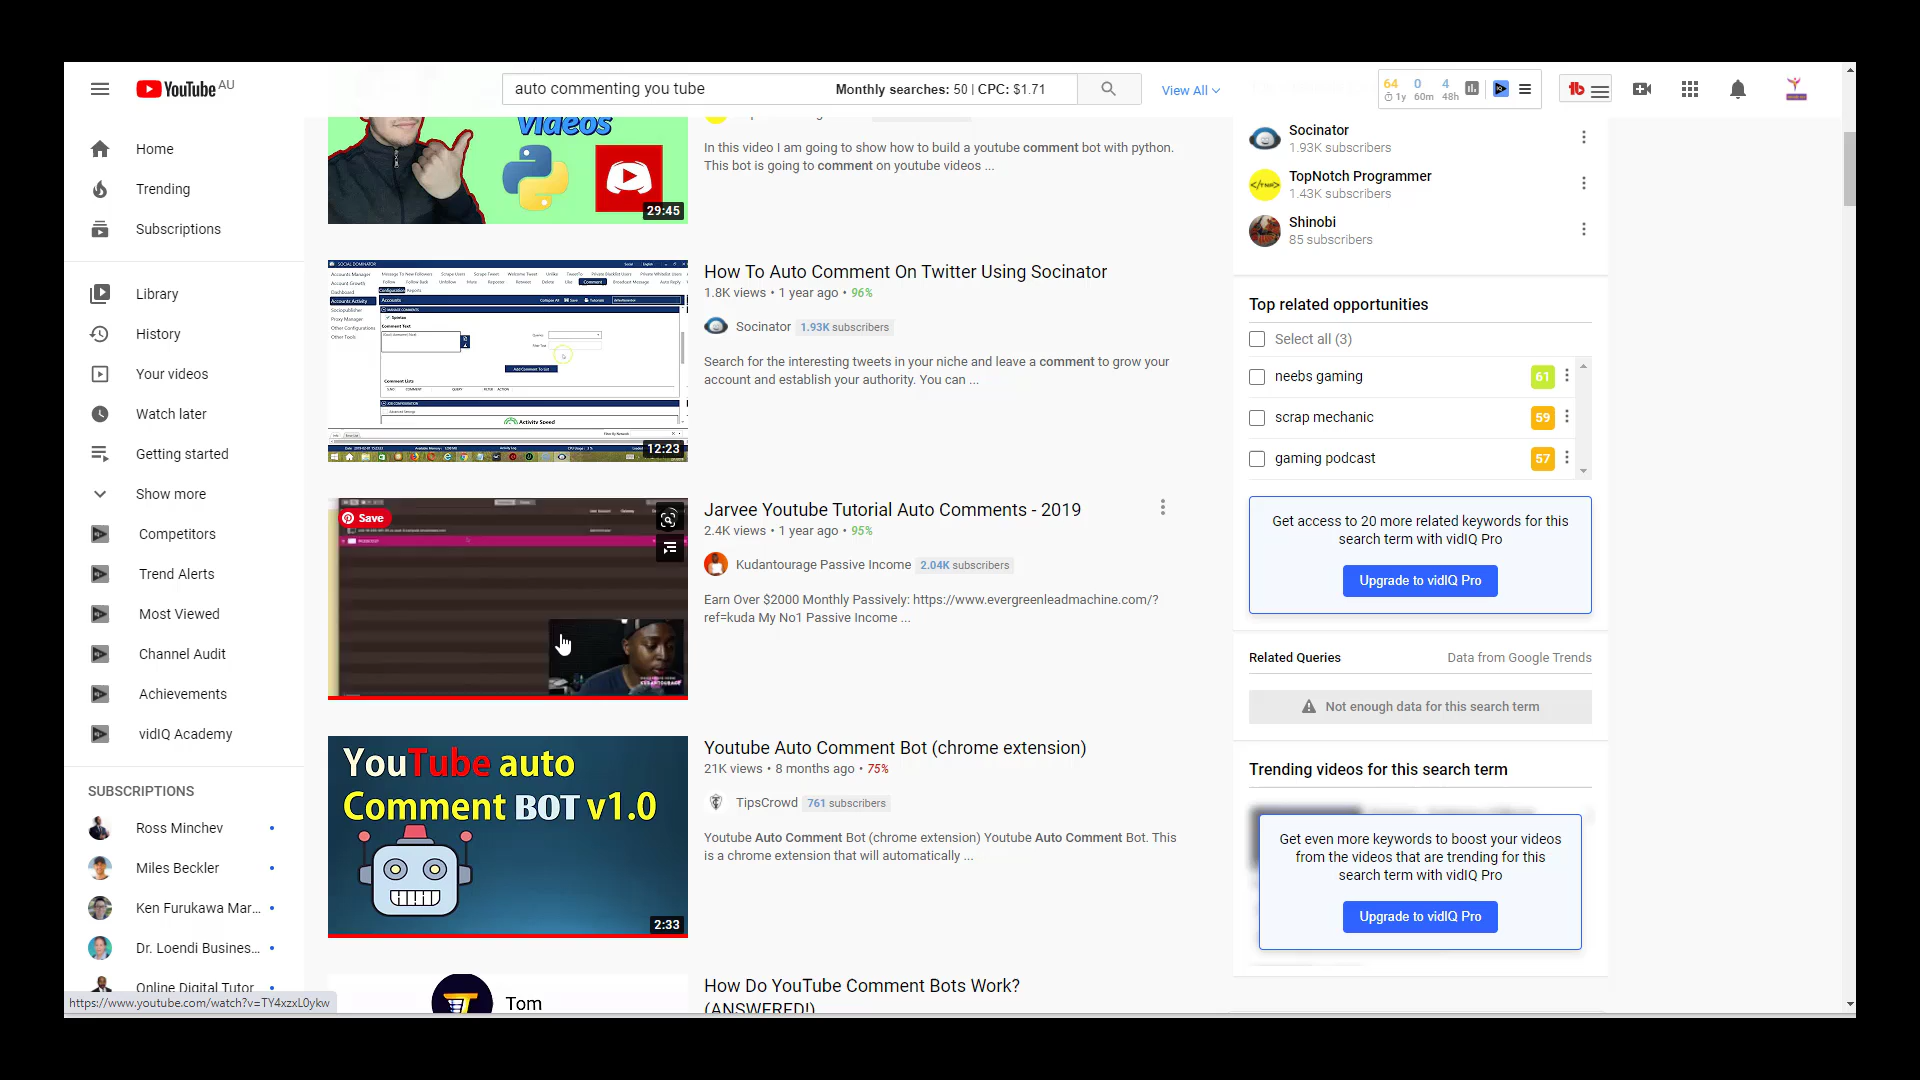 YouTube AU
auto commenting you tube
Monthly searches: 50 | CPC: $1.71
View All
64
1y
0
60m
4
48h
Home
Trending
Subscriptions
Library
History
Your videos
Watch later
Getting started
Show more
Competitors
Trend Alerts
Most Viewed
Channel Audit
Achievements
vidIQ Academy
SUBSCRIPTIONS
Ross Minchev
Miles Beckler
Ken Furukawa Mar...
Dr. Loendi Busines...
Online Digital Tutor
https://www.youtube.com/watch?v=TY4xzxL0ykw
Videos
29:45
In this video I am going to show how to build a youtube comment bot with python.
This bot is going to comment on youtube videos ...
12:23
How To Auto Comment On Twitter Using Socinator
1.8K views • 1 year ago • 96%
Socinator 1.93K subscribers
Search for the interesting tweets in your niche and leave a comment to grow your
account and establish your authority. You can ...
Save
Jarvee Youtube Tutorial Auto Comments - 2019
2.4K views • 1 year ago • 95%
Kudantourage Passive Income 2.04K subscribers
Earn Over $2000 Monthly Passively: https://www.evergreenleadmachine.com/?
ref=kuda My No1 Passive Income ...
YouTube auto
Comment BOT v1.0
2:33
Youtube Auto Comment Bot (chrome extension)
21K views • 8 months ago • 75%
TipsCrowd 761 subscribers
Youtube Auto Comment Bot (chrome extension) Youtube Auto Comment Bot. This
is a chrome extension that will automatically ...
Tom
How Do YouTube Comment Bots Work?
(ANSWERED!)
Socinator
1.93K subscribers
TopNotch Programmer
1.43K subscribers
Shinobi
85 subscribers
Top related opportunities
Select all (3)
neebs gaming 61
scrap mechanic 59
gaming podcast 57
Get access to 20 more related keywords for this
search term with vidIQ Pro
Upgrade to vidIQ Pro
Related Queries
Data from Google Trends
Not enough data for this search term
Trending videos for this search term
Get even more keywords to boost your videos
from the videos that are trending for this
search term with vidIQ Pro
Upgrade to vidIQ Pro